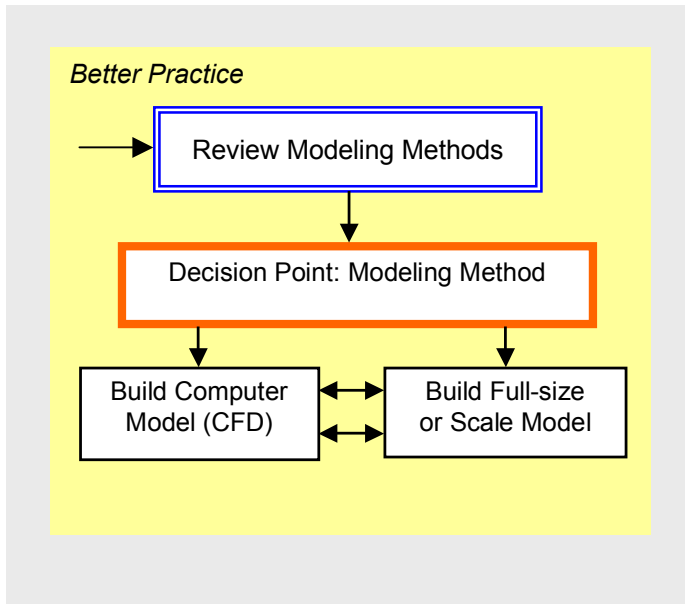 Better Practice
Review Modeling Methods
Decision Point: Modeling Method
Build Computer
Model (CFD)
Build Full-size
or Scale Model